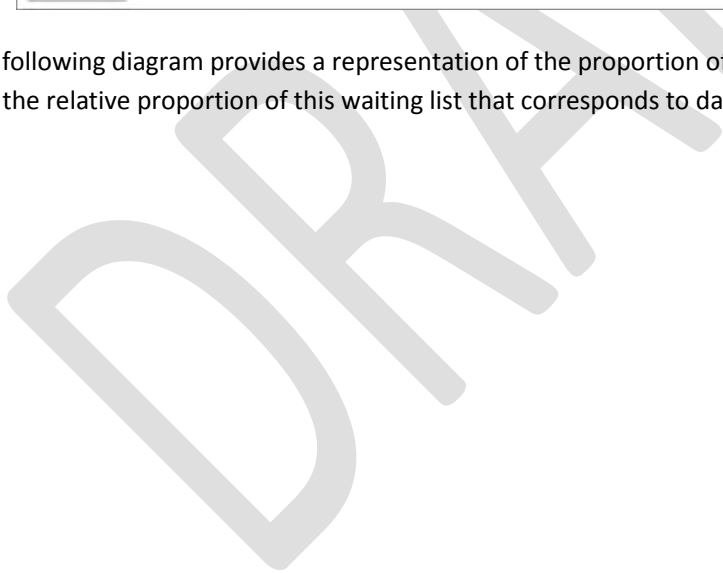 following diagram provides a representation of the proportion of
the relative proportion of this waiting list that corresponds to da
DRA